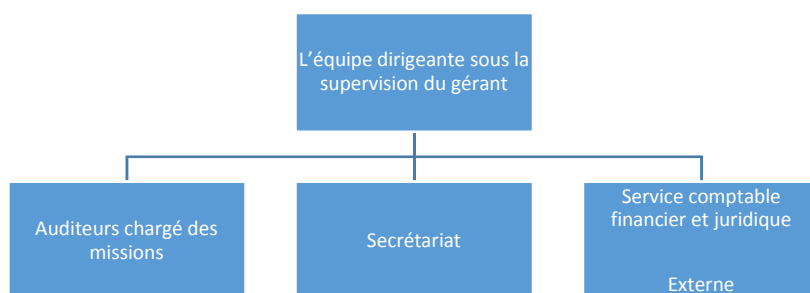 L’équipe dirigeante sous la
supervision du gérant
Auditeurs chargé des
missions
Secrétariat
Service comptable
financier et juridique
Externe